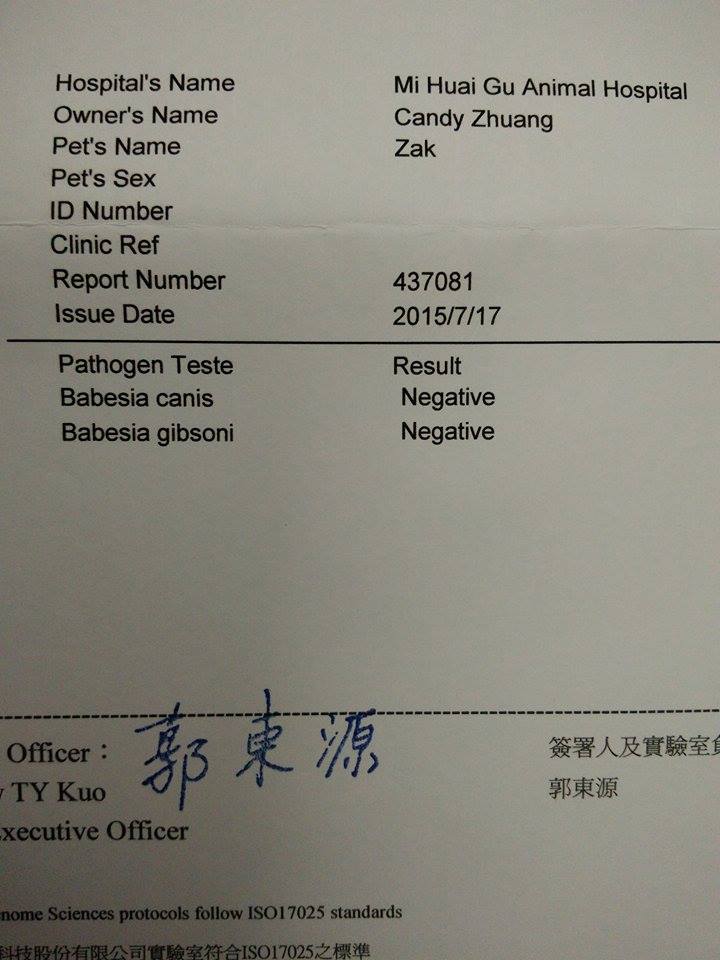 Hospital's Name Mi Huai Gu Animal Hospital
Owner's Name Candy Zhuang
Pet's Name Zak
Pet's Sex
ID Number
Clinic Ref
Report Number 437081
Issue Date 2015/7/17
Pathogen Teste Result
Babesia canis Negative
Babesia gibsoni Negative
Officer： 郭東源 簽署人及實驗室負
TY Kuo 郭東源
Executive Officer
Sciences protocols follow ISO17025 standards
科技股份有限公司實驗室符合ISO17025之標準